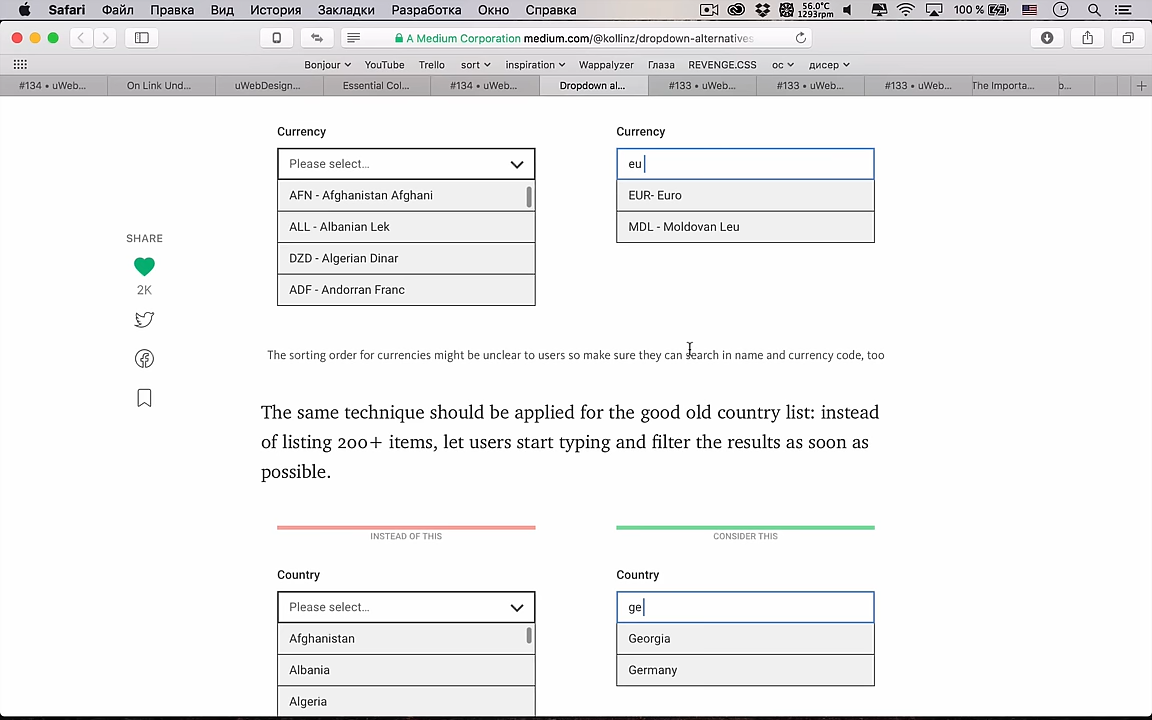 Safari Файл Правка Вид История Закладки Разработка Окно Справка 56.0°C 1293rpm 100 %
A Medium Corporation medium.com/@kollinz/dropdown-alternatives
Bonjour YouTube Trello sort inspiration Wappalyzer Глаза REVENGE.CSS ос дисер
#134 • uWeb... On Link Und... uWebDesign... Essential Col... #134 • uWeb... Dropdown al... #133 • uWeb... #133 • uWeb... #133 • uWeb... The Importa... b...
Currency Currency
Please select... eu
AFN - Afghanistan Afghani EUR- Euro
ALL - Albanian Lek MDL - Moldovan Leu
DZD - Algerian Dinar
ADF - Andorran Franc
SHARE
2K
The sorting order for currencies might be unclear to users so make sure they can search in name and currency code, too
The same technique should be applied for the good old country list: instead
of listing 200+ items, let users start typing and filter the results as soon as
possible.
INSTEAD OF THIS CONSIDER THIS
Country Country
Please select... ge
Afghanistan Georgia
Albania Germany
Algeria